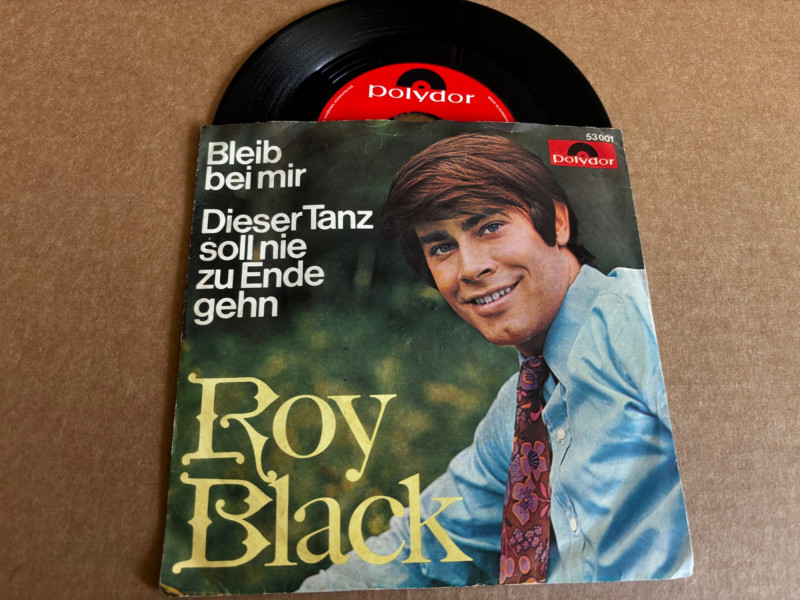 polydor
53 001
polydor
Bleib
bei mir
Dieser Tanz
soll nie
zu Ende
gehn
Roy
Black